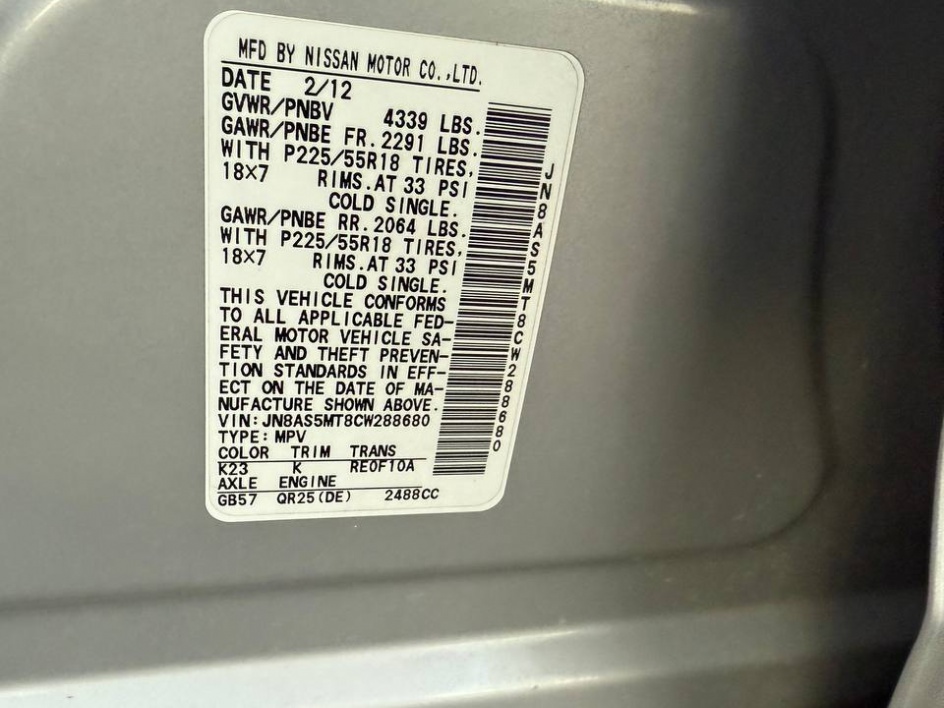 MFD BY NISSAN MOTOR CO.,LTD.
DATE 2/12
GVWR/PNBV 4339 LBS.
GAWR/PNBE FR. 2291 LBS.
WITH P225/55R18 TIRES,
18×7 RIMS. AT 33 PSI
COLD SINGLE.
GAWR/PNBE RR. 2064 LBS.
WITH P225/55R18 TIRES,
18×7 RIMS. AT 33 PSI
COLD SINGLE.
THIS VEHICLE CONFORMS
TO ALL APPLICABLE FED-
ERAL MOTOR VEHICLE SA-
FETY AND THEFT PREVEN-
TION STANDARDS IN EFF-
ECT ON THE DATE OF MA-
NUFACTURE SHOWN ABOVE.
VIN: JN8AS5MT8CW288680
TYPE: MPV
COLOR TRIM TRANS
K23 K RE0F10A
AXLE ENGINE
GB57 QR25(DE) 2488CC
JN8AS5MT8CW288680